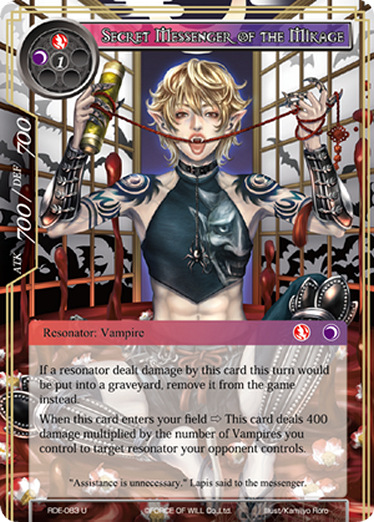 Secret Messenger of the Mirage
1
ATK 700 / DEF 700
Resonator: Vampire
If a resonator dealt damage by this card this turn would
be put into a graveyard, remove it from the game
instead.
When this card enters your field ⇨ This card deals 400
damage multiplied by the number of Vampires you
control to target resonator your opponent controls.
"Assistance is unnecessary." Lapis said to the messenger.
RDE-083 U ©FORCE OF WILL Co.,Ltd. Illust/Kamiyo Roro